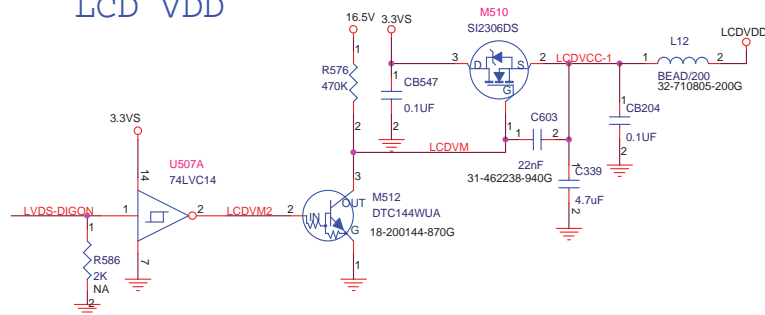 LCD VDD
16.5V
3.3VS
M510
SI2306DS
LCDVDD
1
R576
470K
2
3
D
S
G
2
LCDVCC-1
1
L12
2
BEAD/200
32-710805-200G
1
CB547
0.1UF
2
1
CB204
0.1UF
2
LCDVM
1
1
C603
2
22nF
31-462238-940G
1
C339
4.7uF
2
3.3VS
14
U507A
74LVC14
LVDS-DIGON
1
2
LCDVM2
2
3
IN
OUT
G
M512
DTC144WUA
18-200144-870G
1
7
1
R586
2K
NA
2